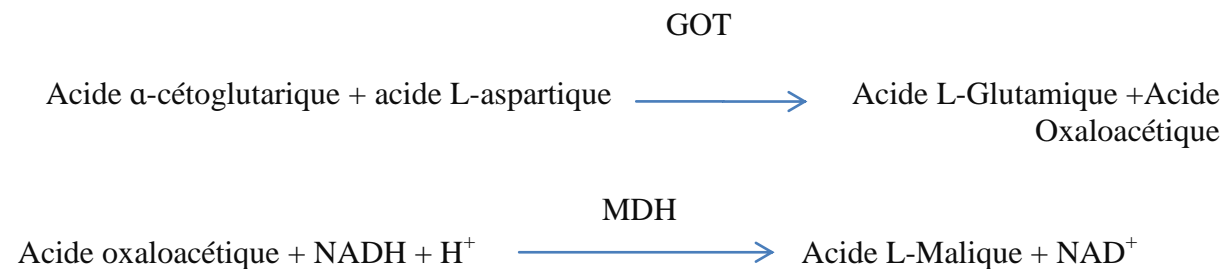 GOT
Acide α-cétoglutarique + acide L-aspartique Acide L-Glutamique +Acide
Oxaloacétique
MDH
Acide oxaloacétique + NADH + H⁺ Acide L-Malique + NAD⁺